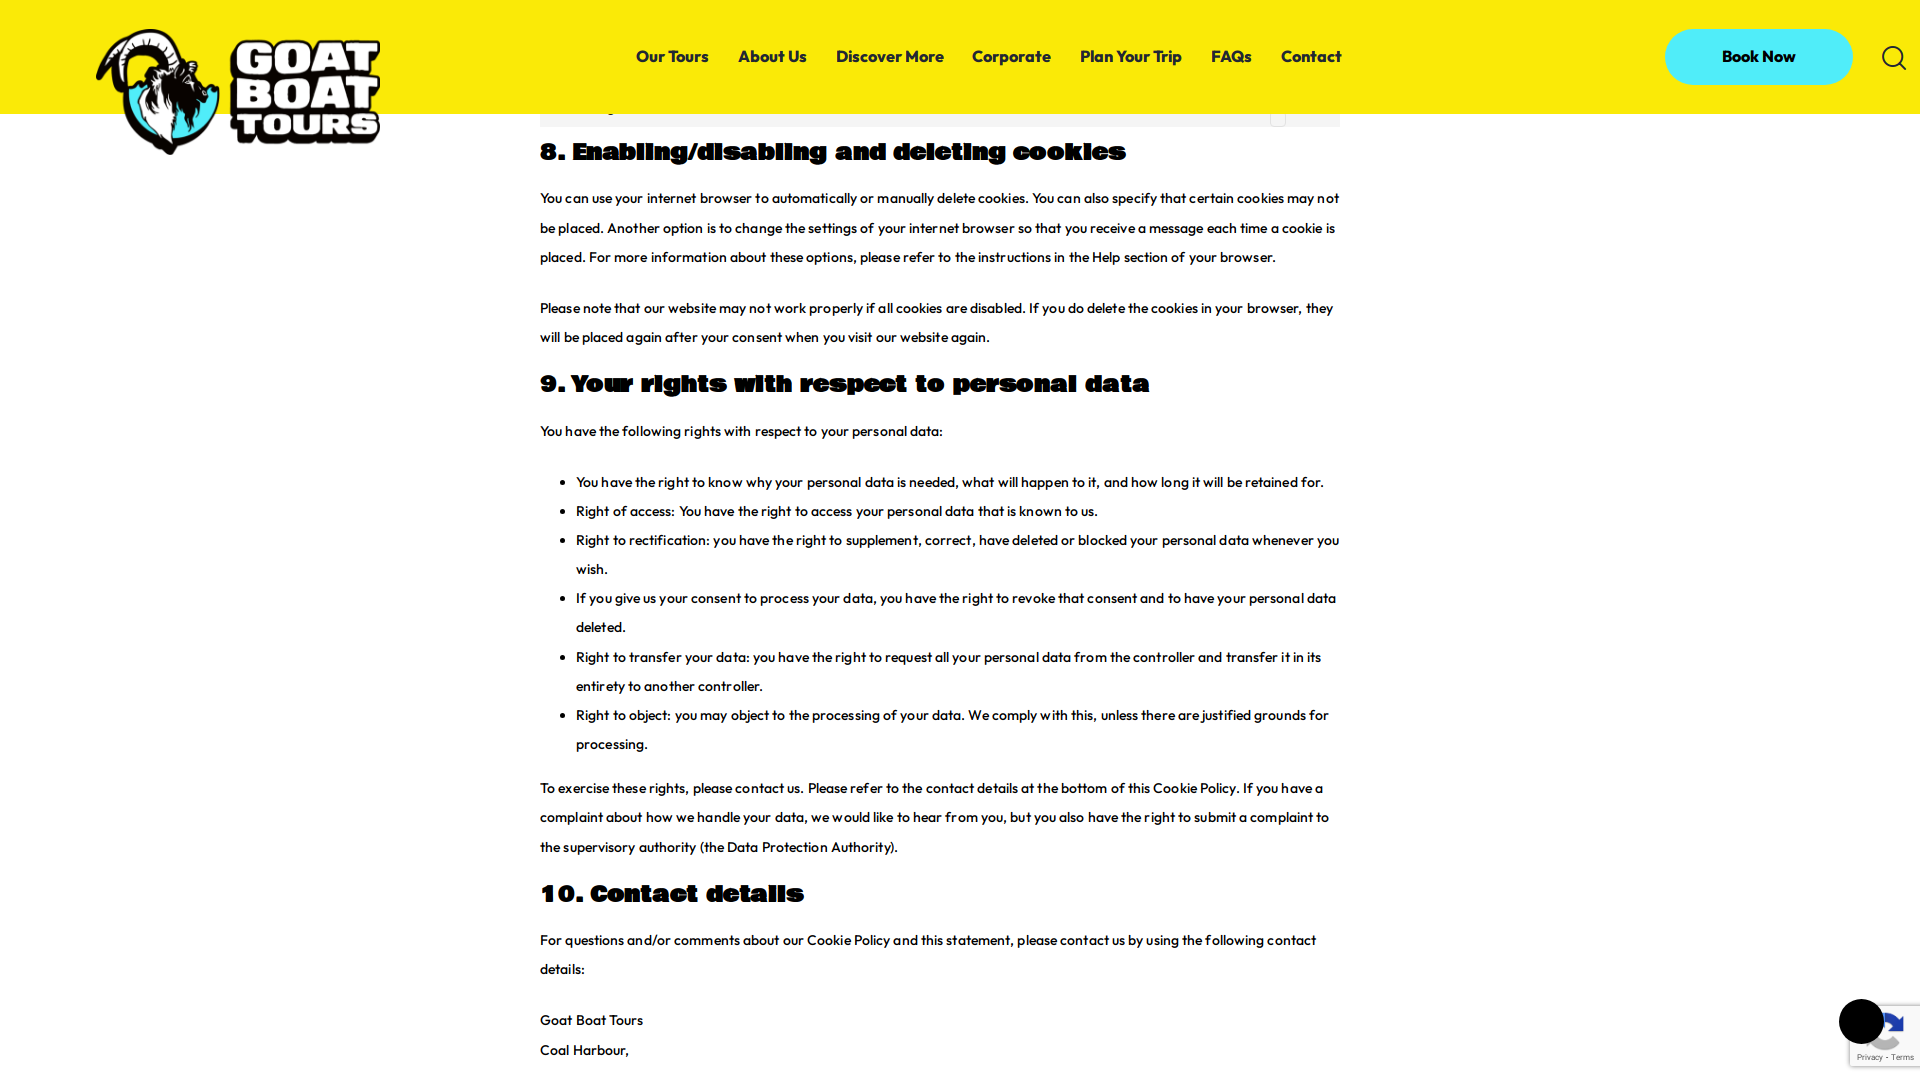 GOAT
BOAT
TOURS
Our Tours
About Us
Discover More
Corporate
Plan Your Trip
FAQs
Contact
Book Now
8. Enabling/disabling and deleting cookies
You can use your internet browser to automatically or manually delete cookies. You can also specify that certain cookies may not
be placed. Another option is to change the settings of your internet browser so that you receive a message each time a cookie is
placed. For more information about these options, please refer to the instructions in the Help section of your browser.
Please note that our website may not work properly if all cookies are disabled. If you do delete the cookies in your browser, they
will be placed again after your consent when you visit our website again.
9. Your rights with respect to personal data
You have the following rights with respect to your personal data:
• You have the right to know why your personal data is needed, what will happen to it, and how long it will be retained for.
• Right of access: You have the right to access your personal data that is known to us.
• Right to rectification: you have the right to supplement, correct, have deleted or blocked your personal data whenever you
wish.
• If you give us your consent to process your data, you have the right to revoke that consent and to have your personal data
deleted.
• Right to transfer your data: you have the right to request all your personal data from the controller and transfer it in its
entirety to another controller.
• Right to object: you may object to the processing of your data. We comply with this, unless there are justified grounds for
processing.
To exercise these rights, please contact us. Please refer to the contact details at the bottom of this Cookie Policy. If you have a
complaint about how we handle your data, we would like to hear from you, but you also have the right to submit a complaint to
the supervisory authority (the Data Protection Authority).
10. Contact details
For questions and/or comments about our Cookie Policy and this statement, please contact us by using the following contact
details:
Goat Boat Tours
Coal Harbour,
Privacy - Terms